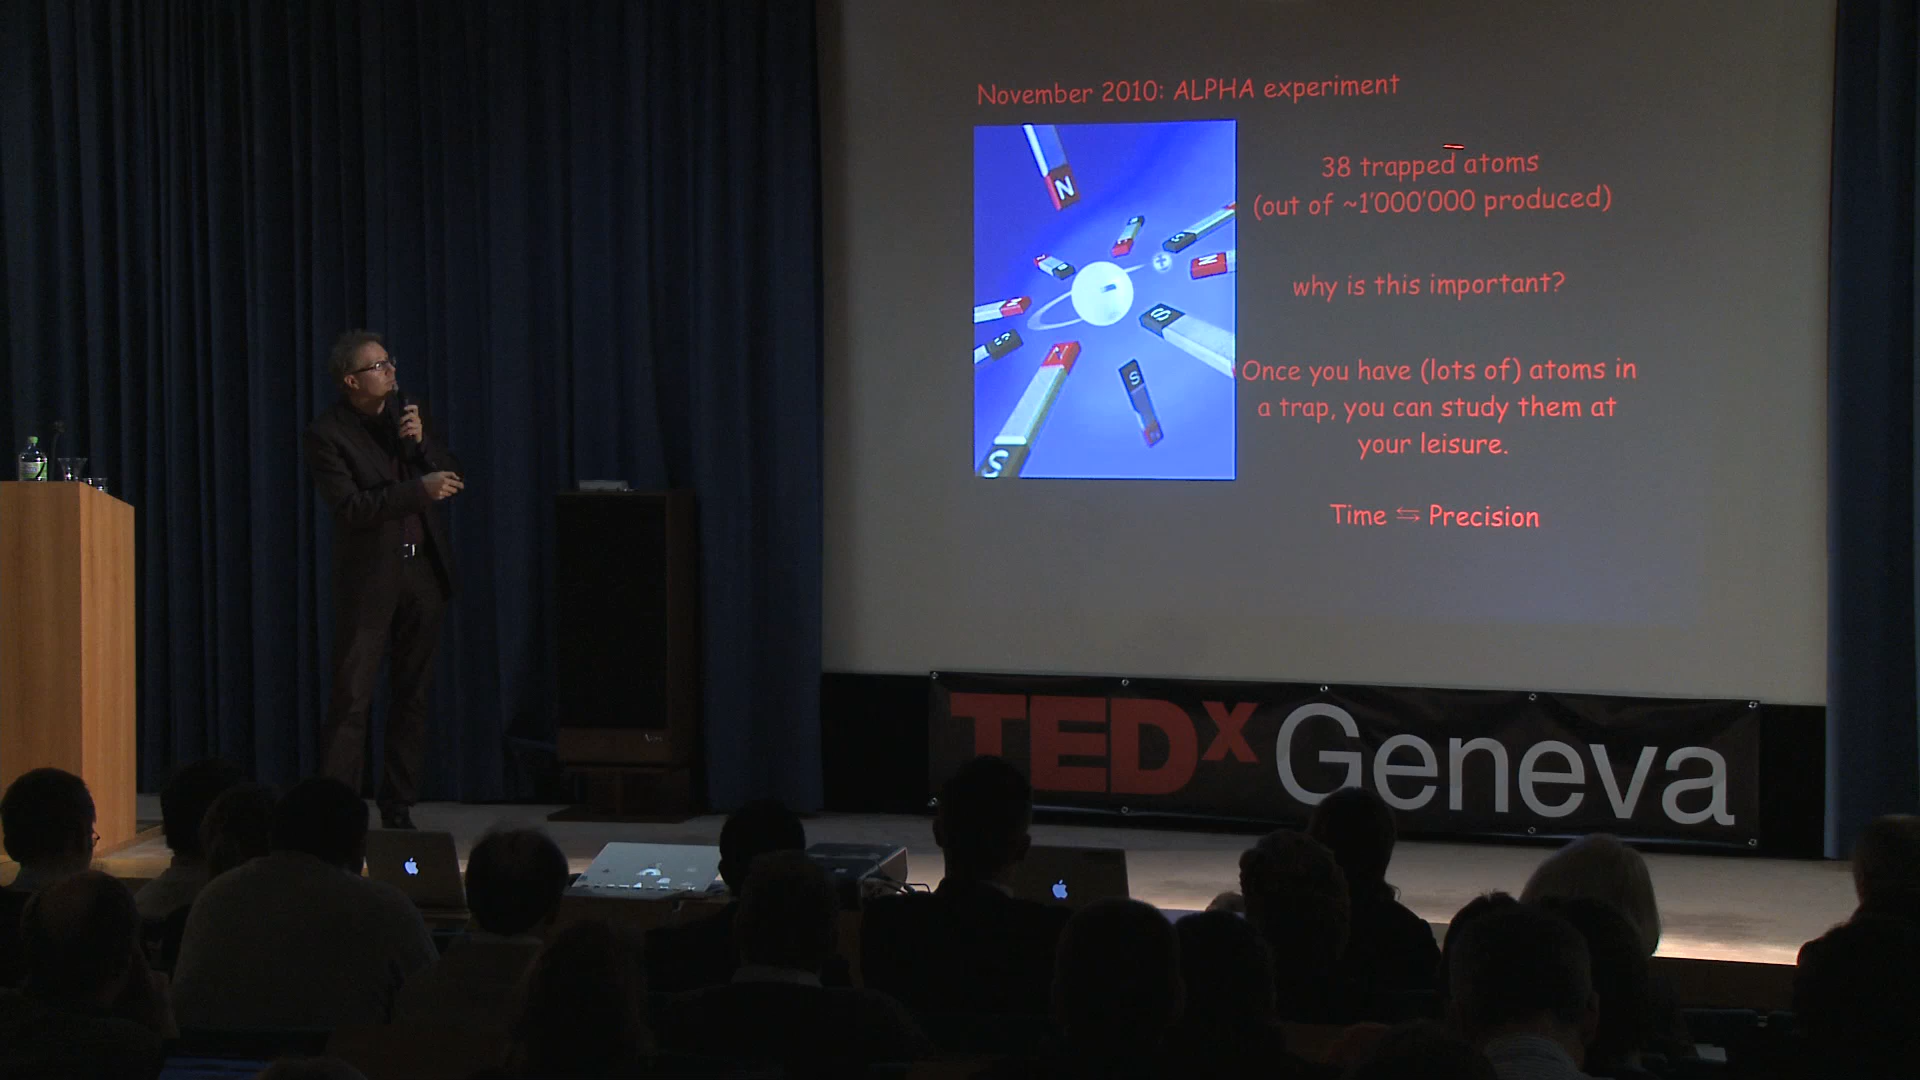 November 2010: ALPHA experiment
38 trapped atoms
(out of ~1'000'000 produced)
why is this important?
Once you have (lots of) atoms in
a trap, you can study them at
your leisure.
Time ⇆ Precision
N
S
N
S
N
S
S
TEDx Geneva